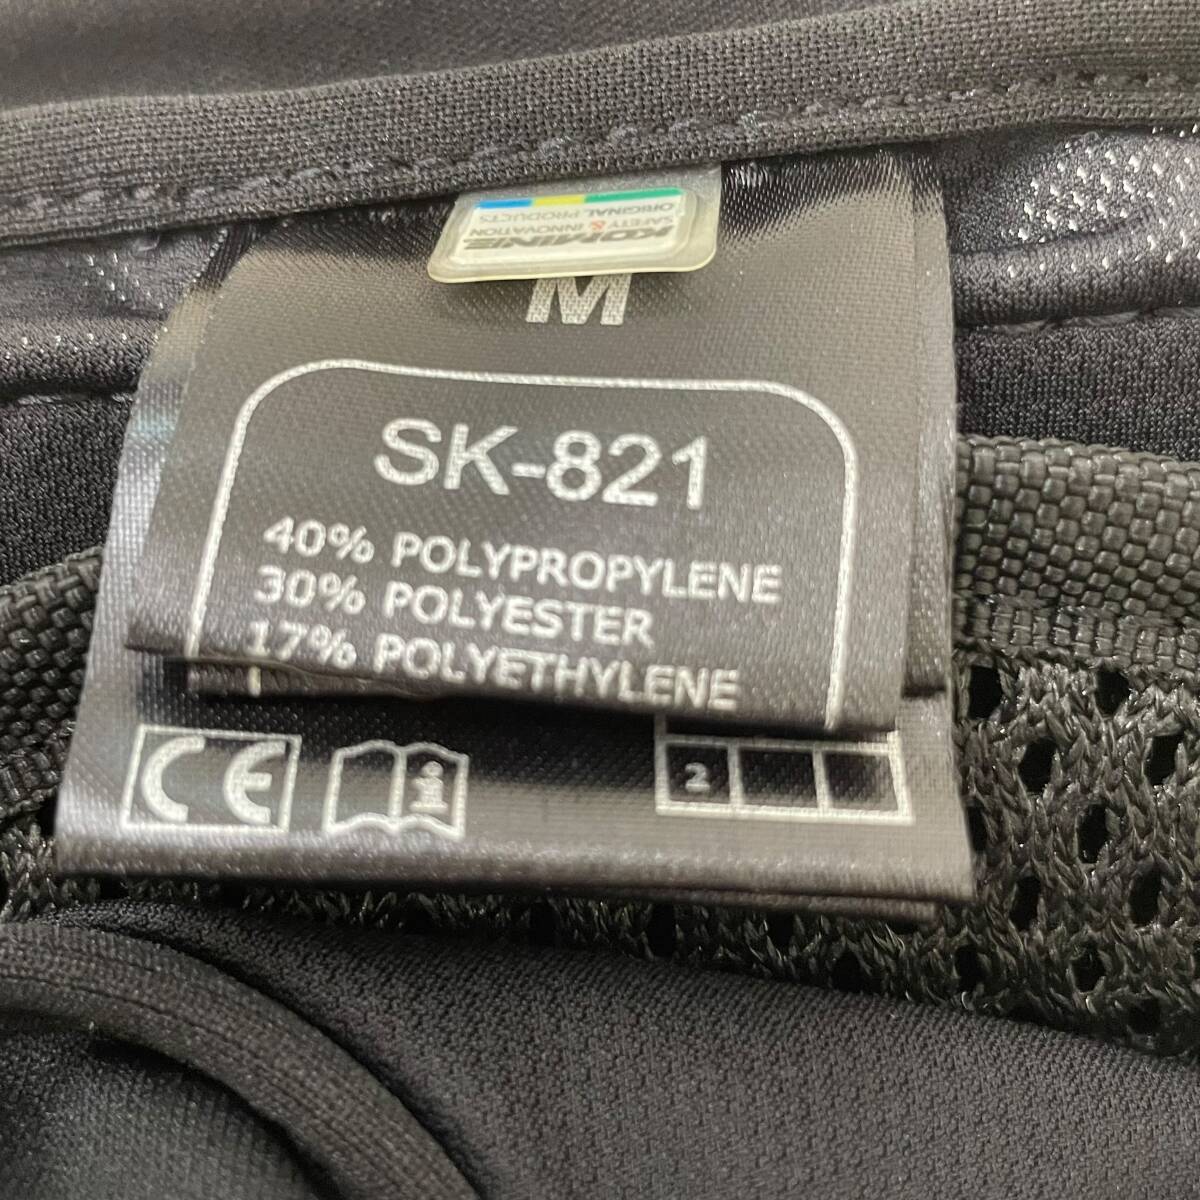 KOMINE
SAFETY & INNOVATION
ORIGINAL PRODUCTS
M
SK-821
40% POLYPROPYLENE
30% POLYESTER
17% POLYETHYLENE
CE
i
2